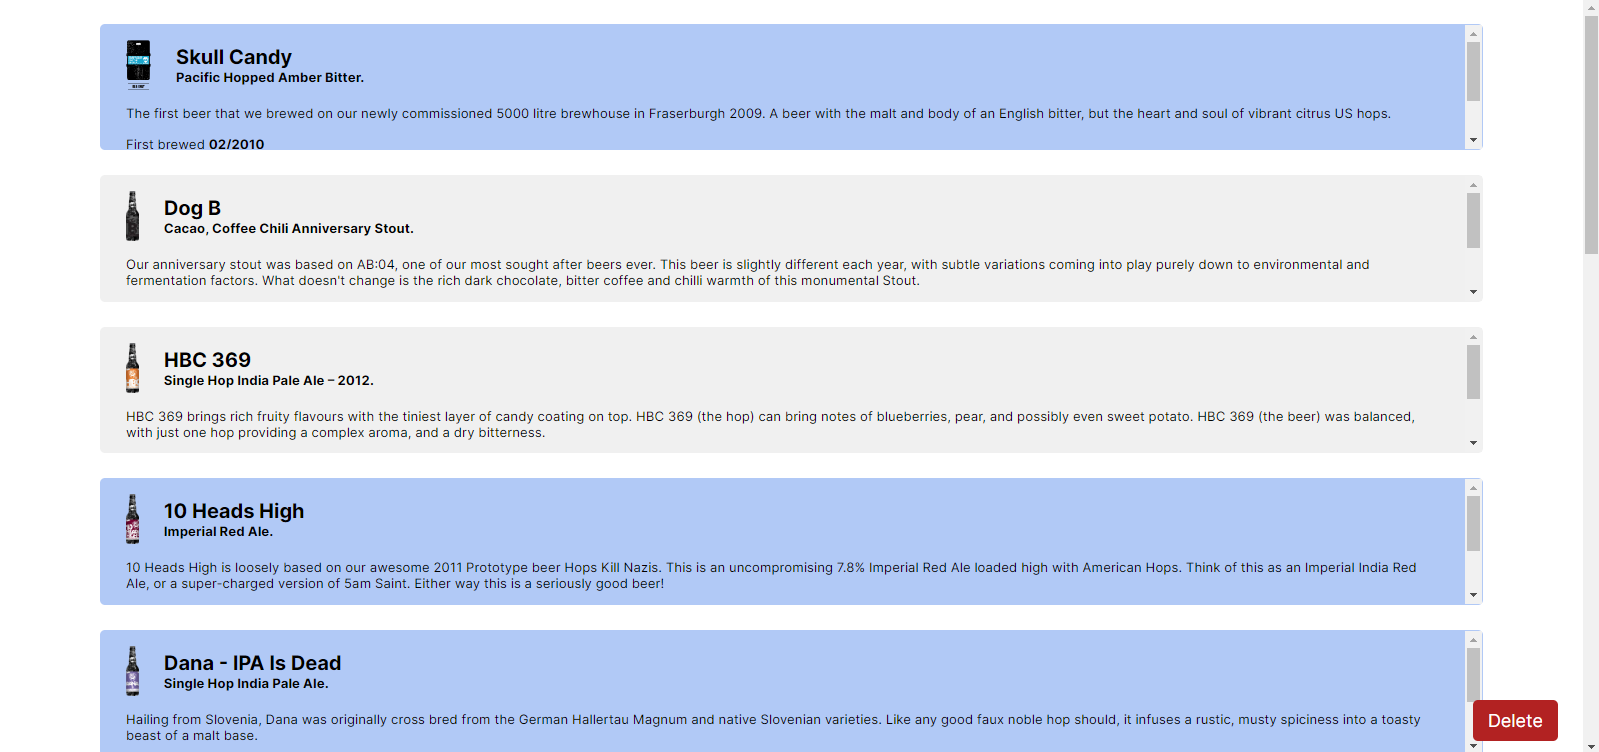 Skull Candy
Pacific Hopped Amber Bitter.
The first beer that we brewed on our newly commissioned 5000 litre brewhouse in Fraserburgh 2009. A beer with the malt and body of an English bitter, but the heart and soul of vibrant citrus US hops.
First brewed 02/2010
Dog B
Cacao, Coffee Chili Anniversary Stout.
Our anniversary stout was based on AB:04, one of our most sought after beers ever. This beer is slightly different each year, with subtle variations coming into play purely down to environmental and
fermentation factors. What doesn't change is the rich dark chocolate, bitter coffee and chilli warmth of this monumental Stout.
HBC 369
Single Hop India Pale Ale – 2012.
HBC 369 brings rich fruity flavours with the tiniest layer of candy coating on top. HBC 369 (the hop) can bring notes of blueberries, pear, and possibly even sweet potato. HBC 369 (the beer) was balanced,
with just one hop providing a complex aroma, and a dry bitterness.
10 Heads High
Imperial Red Ale.
10 Heads High is loosely based on our awesome 2011 Prototype beer Hops Kill Nazis. This is an uncompromising 7.8% Imperial Red Ale loaded high with American Hops. Think of this as an Imperial India Red
Ale, or a super-charged version of 5am Saint. Either way this is a seriously good beer!
Dana - IPA Is Dead
Single Hop India Pale Ale.
Hailing from Slovenia, Dana was originally cross bred from the German Hallertau Magnum and native Slovenian varieties. Like any good faux noble hop should, it infuses a rustic, musty spiciness into a toasty
beast of a malt base.
Delete